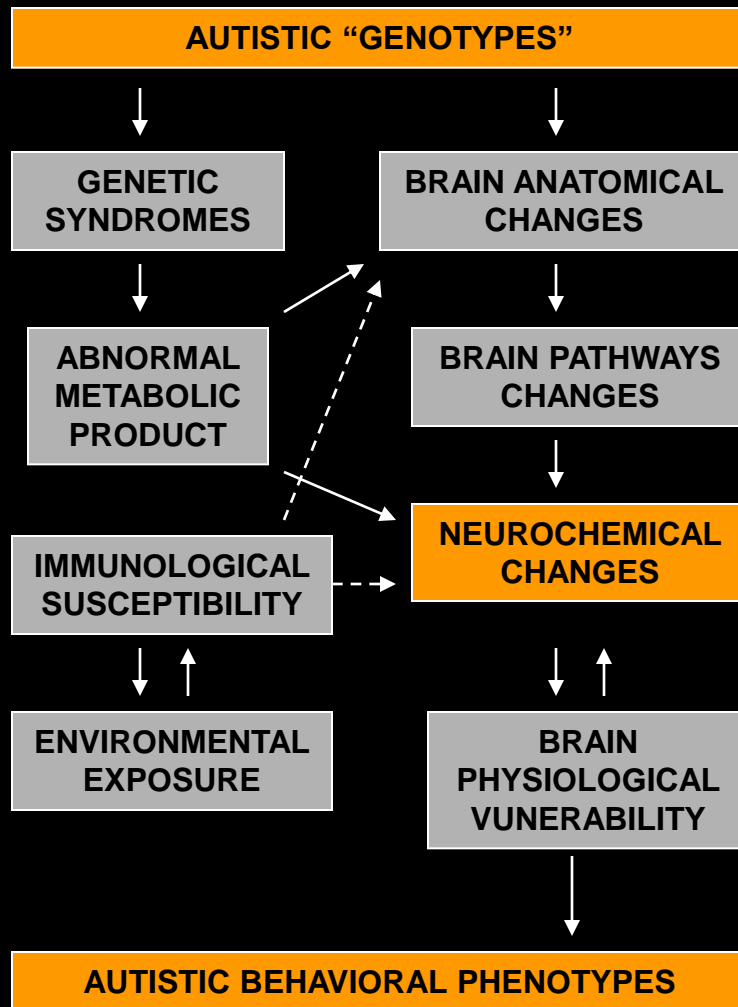 AUTISTIC “GENOTYPES”
GENETIC
SYNDROMES
BRAIN ANATOMICAL
CHANGES
ABNORMAL
METABOLIC
PRODUCT
BRAIN PATHWAYS
CHANGES
IMMUNOLOGICAL
SUSCEPTIBILITY
NEUROCHEMICAL
CHANGES
ENVIRONMENTAL
EXPOSURE
BRAIN
PHYSIOLOGICAL
VUNERABILITY
AUTISTIC BEHAVIORAL PHENOTYPES